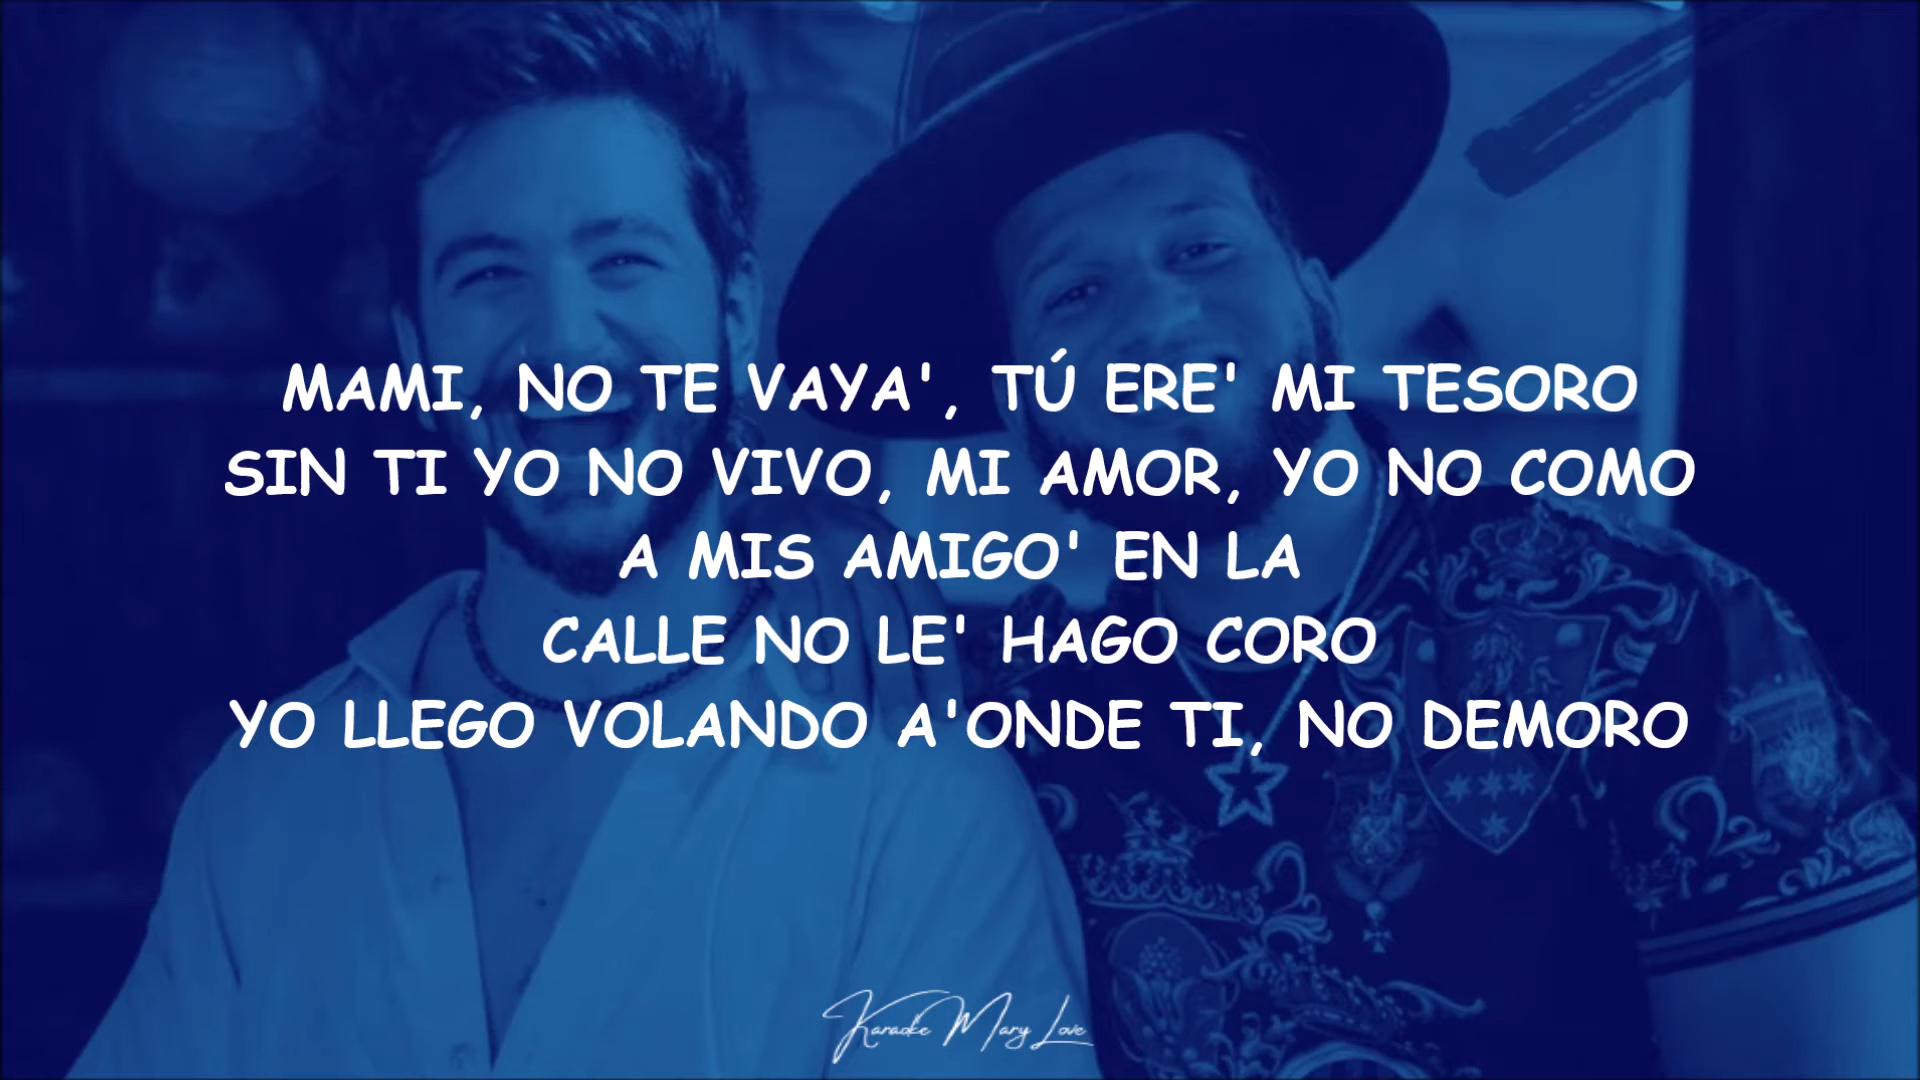 MAMI, NO TE VAYA', TÚ ERE' MI TESORO
SIN TI YO NO VIVO, MI AMOR, YO NO COMO
A MIS AMIGO' EN LA
CALLE NO LE' HAGO CORO
YO LLEGO VOLANDO A'ONDE TI, NO DEMORO
Karaoke Mary Love